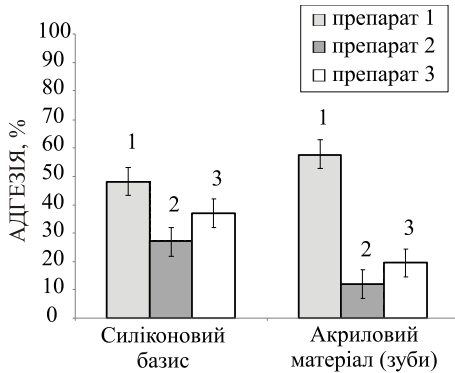 препарат 1
препарат 2
препарат 3
АДГЕЗІЯ, %
100
90
80
70
60
50
40
30
20
10
0
1
2
3
1
2
3
Силіконовий
базис
Акриловий
матеріал (зуби)